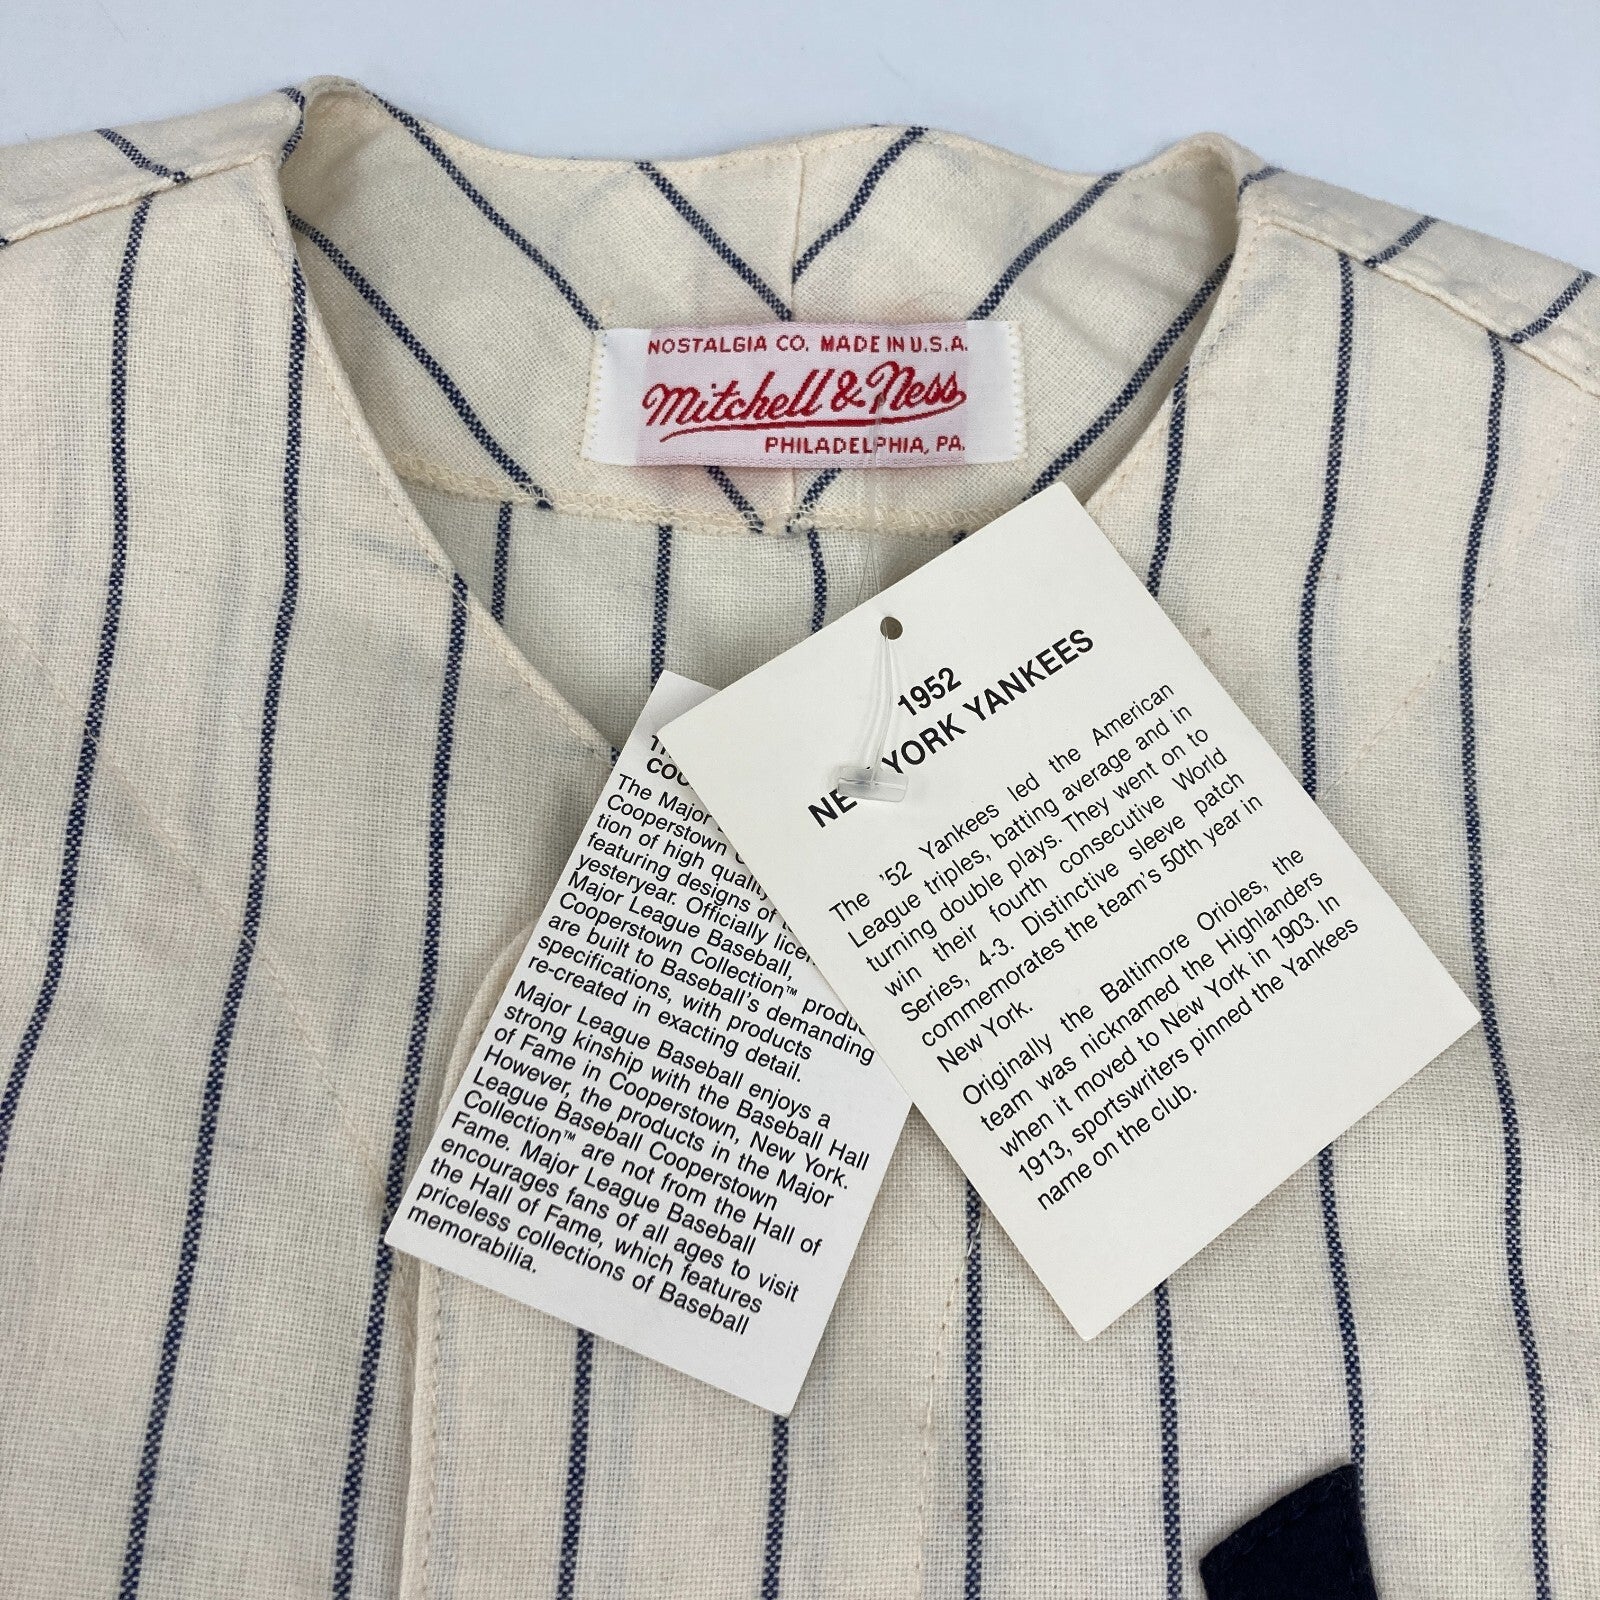 NOSTALGIA CO. MADE IN U.S.A.
Mitchell & Ness
PHILADELPHIA, PA.
1952
NEW YORK YANKEES
The '52 Yankees led the American
League triples, batting average and in
turning double plays. They went on to
win their fourth consecutive World
Series, 4-3. Distinctive sleeve patch
commemorates the team's 50th year in
New York.
Originally the Baltimore Orioles, the
team was nicknamed the Highlanders
when it moved to New York in 1903. In
1913, sportswriters pinned the Yankees
name on the club.
The Major
Cooperstown
tion of high quality
featuring designs of
yesteryear. Officially
Major League Baseball,
Cooperstown Collection™
are built to Baseball's demanding
specifications, with products
re-created in exacting detail.
Major League Baseball enjoys a
strong kinship with the Baseball Hall
of Fame in Cooperstown, New York.
However, the products in the Major
League Baseball Cooperstown
Collection™ are not from the Hall of
Fame. Major League Baseball
encourages fans of all ages to visit
the Hall of Fame, which features
priceless collections of Baseball
memorabilia.